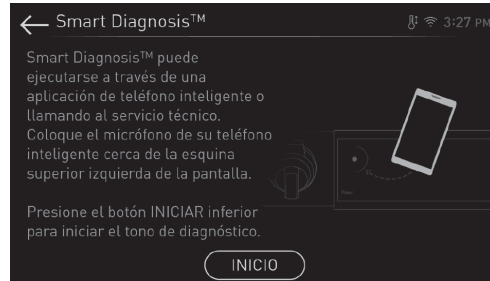 Smart Diagnosis™
3:27 PM
Smart Diagnosis™ puede
ejecutarse a través de una
aplicación de teléfono inteligente o
llamando al servicio técnico.
Coloque el micrófono de su teléfono
inteligente cerca de la esquina
superior izquierda de la pantalla.
Presione el botón INICIAR inferior
para iniciar el tono de diagnóstico.
INICIO